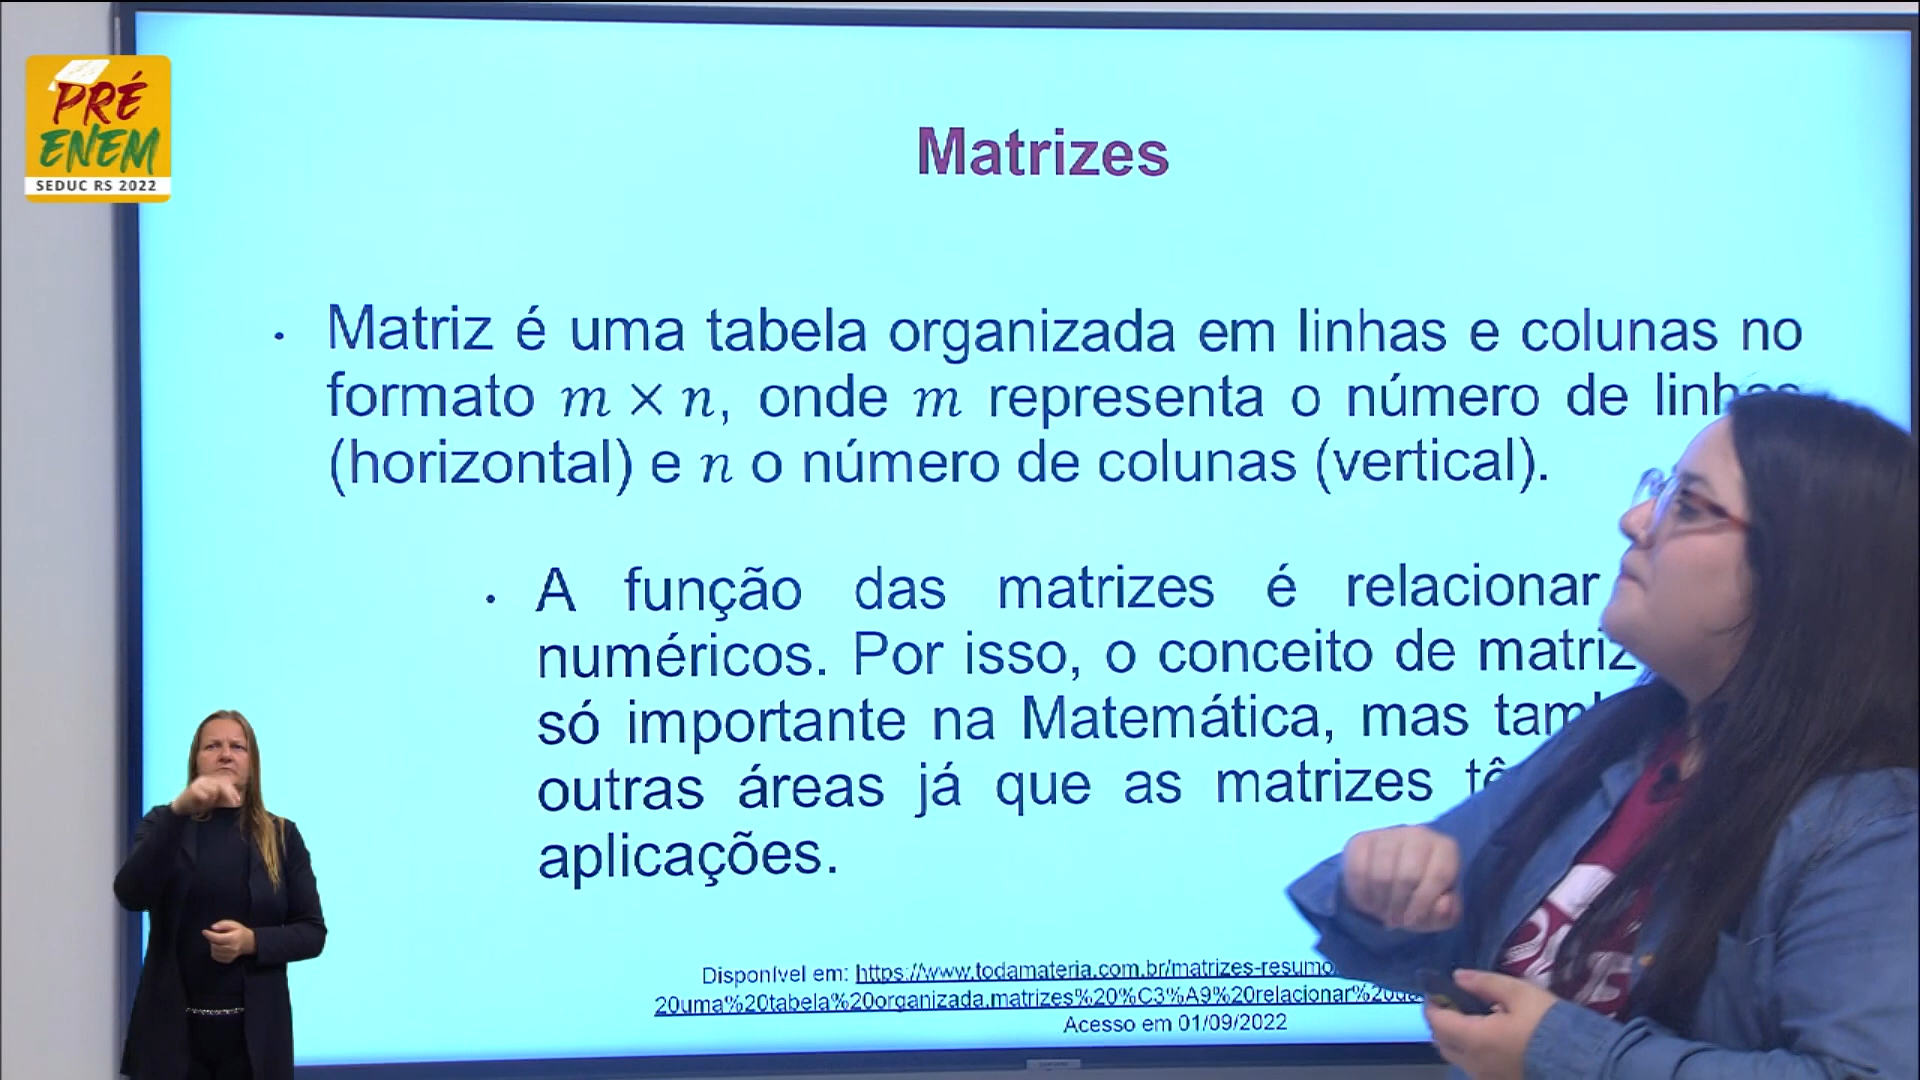 PRÉ
ENEM
SEDUC RS 2022
Matrizes
• Matriz é uma tabela organizada em linhas e colunas no
formato m × n, onde m representa o número de linhas
(horizontal) e n o número de colunas (vertical).
• A função das matrizes é relacionar
numéricos. Por isso, o conceito de matriz
só importante na Matemática, mas
outras áreas já que as matrizes
aplicações.
Disponível em: https://www.todamateria.com.br/matrizes-resumo
20uma%20tabela%20organizada.matrizes%20%C3%A9%20relacionar%20
Acesso em 01/09/2022